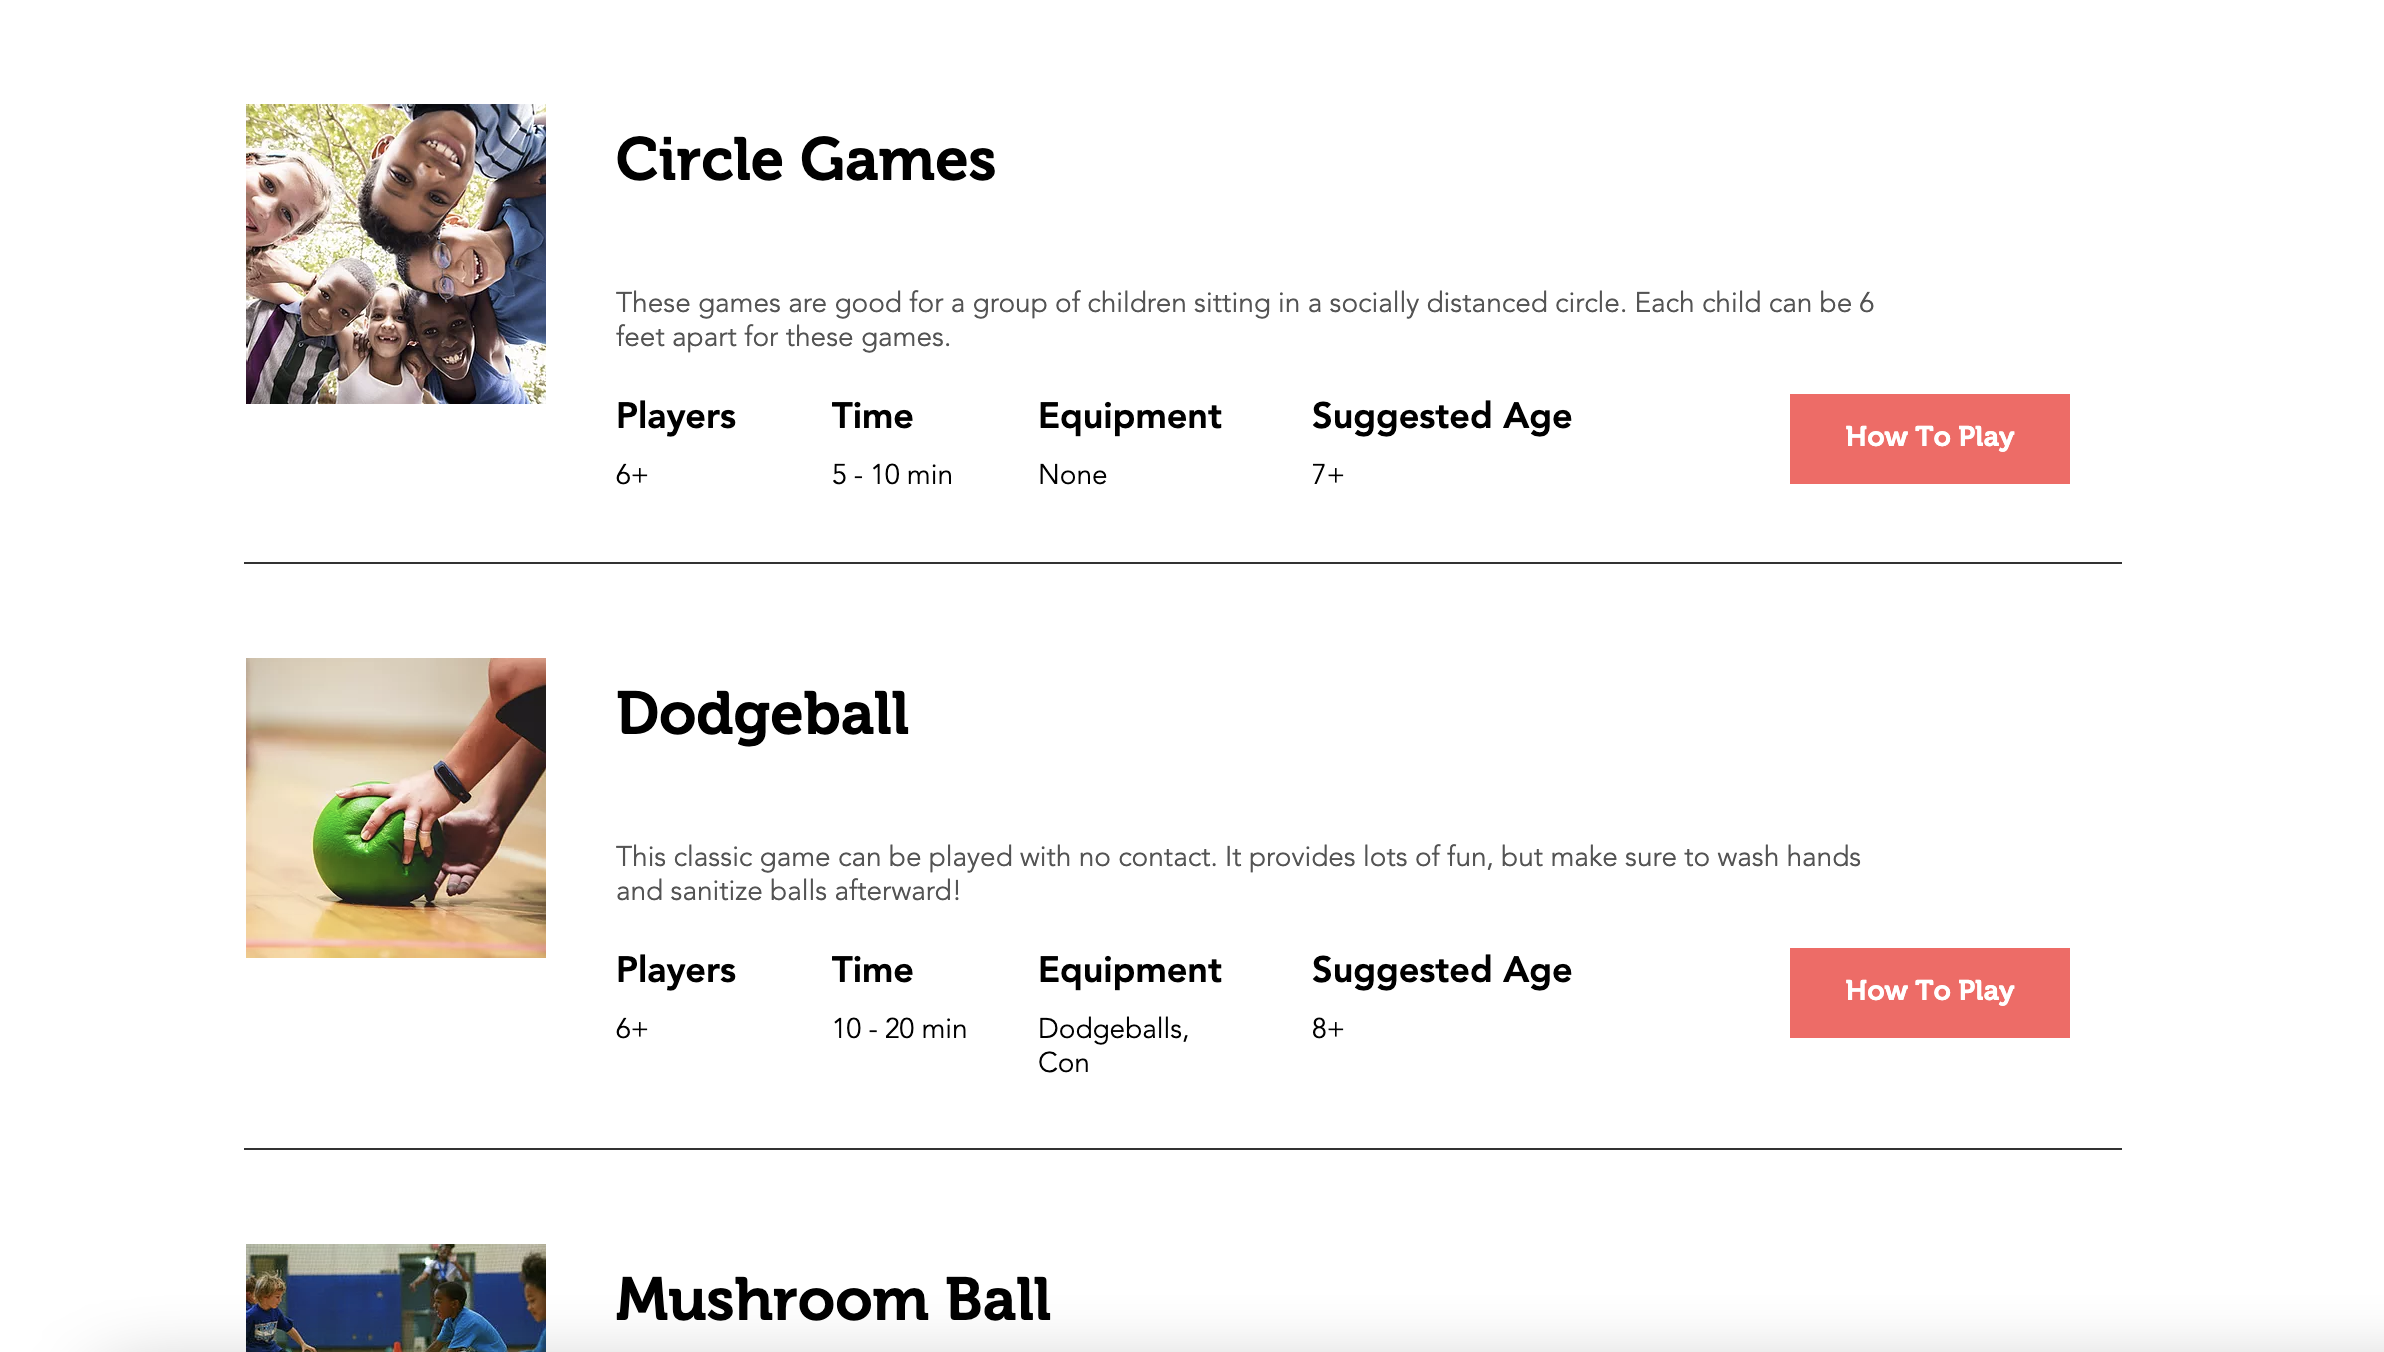 Circle Games
These games are good for a group of children sitting in a socially distanced circle. Each child can be 6
feet apart for these games.
Players Time Equipment Suggested Age
6+ 5 - 10 min None 7+
How To Play
Dodgeball
This classic game can be played with no contact. It provides lots of fun, but make sure to wash hands
and sanitize balls afterward!
Players Time Equipment Suggested Age
6+ 10 - 20 min Dodgeballs, 8+
Con
How To Play
Mushroom Ball